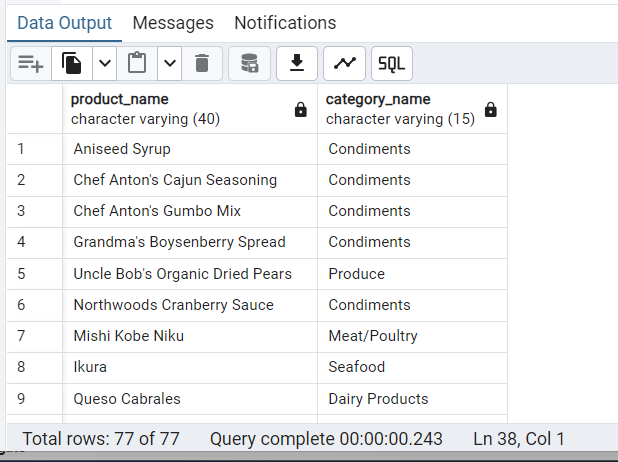 Data Output Messages Notifications
SQL
product_name category_name
character varying (40) character varying (15)
1 Aniseed Syrup Condiments
2 Chef Anton's Cajun Seasoning Condiments
3 Chef Anton's Gumbo Mix Condiments
4 Grandma's Boysenberry Spread Condiments
5 Uncle Bob's Organic Dried Pears Produce
6 Northwoods Cranberry Sauce Condiments
7 Mishi Kobe Niku Meat/Poultry
8 Ikura Seafood
9 Queso Cabrales Dairy Products
Total rows: 77 of 77 Query complete 00:00:00.243 Ln 38, Col 1